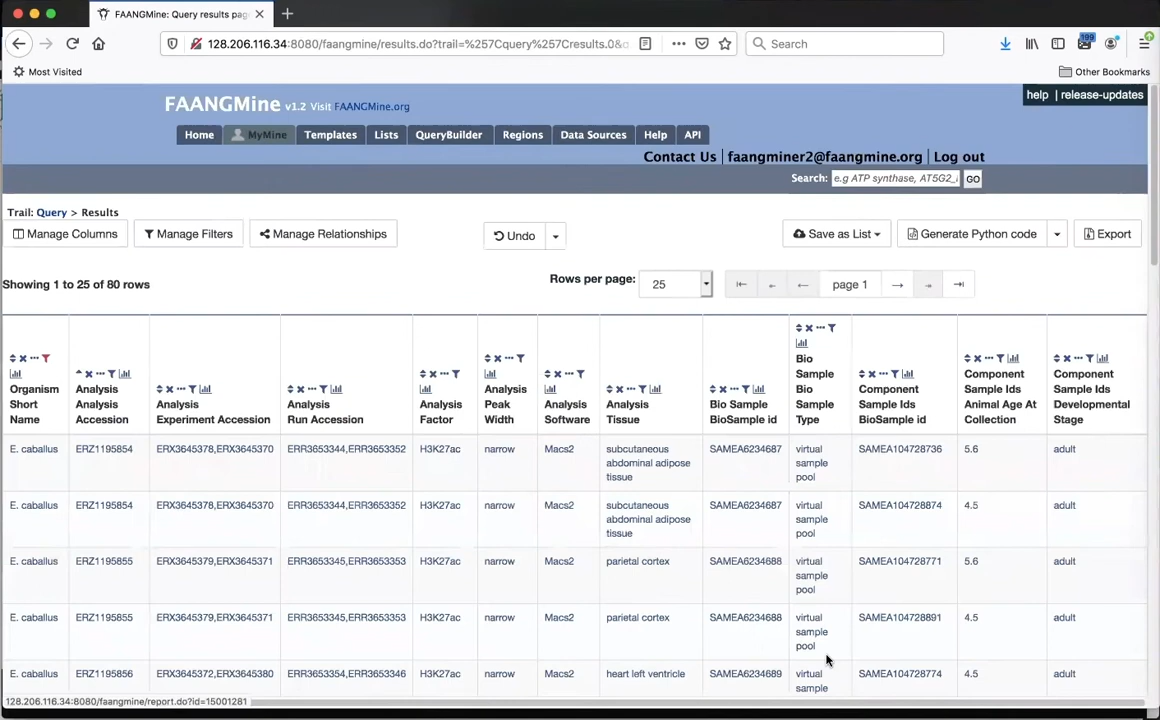 FAANGMine: Query results pag
128.206.116.34:8080/faangmine/results.do?trail=%257Cquery%257Cresults.0&
Search
199
Most Visited
Other Bookmarks
FAANGMine v1.2 Visit FAANGMine.org
help | release-updates
Home MyMine Templates Lists QueryBuilder Regions Data Sources Help API
Contact Us | faangminer2@faangmine.org | Log out
Search: e.g ATP synthase, AT5G2_ GO
Trail: Query > Results
Manage Columns Manage Filters Manage Relationships Undo Save as List Generate Python code Export
Showing 1 to 25 of 80 rows
Rows per page: 25 page 1
Organism Short Name
Analysis Analysis Accession
Analysis Experiment Accession
Analysis Run Accession
Analysis Factor
Analysis Peak Width
Analysis Software
Analysis Tissue
Bio Sample BioSample id
Bio Sample Bio Sample Type
Component Sample Ids BioSample id
Component Sample Ids Animal Age At Collection
Component Sample Ids Developmental Stage
E. caballus ERZ1195854 ERX3645378,ERX3645370 ERR3653344,ERR3653352 H3K27ac narrow Macs2 subcutaneous abdominal adipose tissue SAMEA6234687 virtual sample pool SAMEA104728736 5.6 adult
E. caballus ERZ1195854 ERX3645378,ERX3645370 ERR3653344,ERR3653352 H3K27ac narrow Macs2 subcutaneous abdominal adipose tissue SAMEA6234687 virtual sample pool SAMEA104728874 4.5 adult
E. caballus ERZ1195855 ERX3645379,ERX3645371 ERR3653345,ERR3653353 H3K27ac narrow Macs2 parietal cortex SAMEA6234688 virtual sample pool SAMEA104728771 5.6 adult
E. caballus ERZ1195855 ERX3645379,ERX3645371 ERR3653345,ERR3653353 H3K27ac narrow Macs2 parietal cortex SAMEA6234688 virtual sample pool SAMEA104728891 4.5 adult
E. caballus ERZ1195856 ERX3645372,ERX3645380 ERR3653354,ERR3653346 H3K27ac narrow Macs2 heart left ventricle SAMEA6234689 virtual sample SAMEA104728774 4.5 adult
128.206.116.34:8080/faangmine/report.do?id=15001281